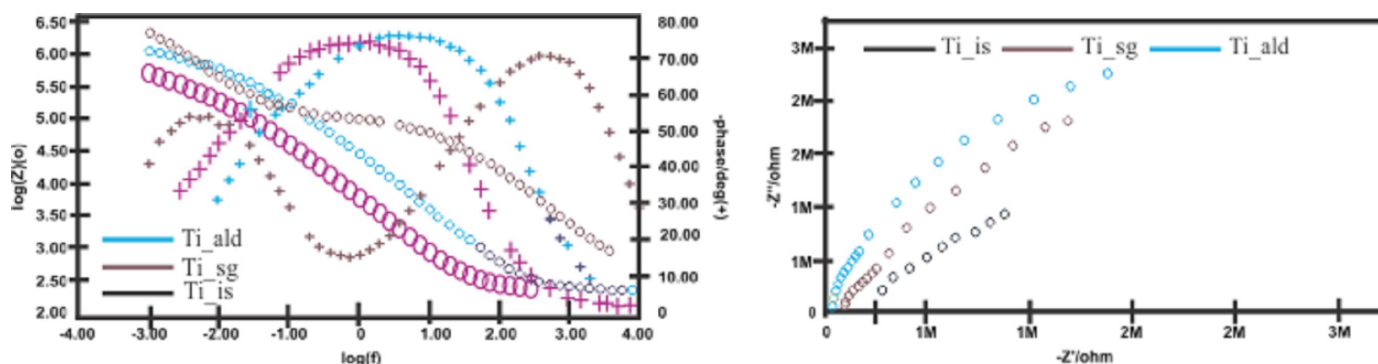 6.50
6.00
5.50
5.00
4.50
4.00
3.50
3.00
2.50
2.00
log(Z)(o)
80.00
70.00
60.00
50.00
40.00
30.00
20.00
10.00
0
-phase/deg(+)
Ti_ald
Ti_sg
Ti_is
-4.00 -3.00 -2.00 -1.00 0 1.00 2.00 3.00 4.00
log(f)
3M
2M
2M
1M
1M
0
-Z''/ohm
Ti_is Ti_sg Ti_ald
0 1M 1M 2M 2M 3M
-Z'/ohm